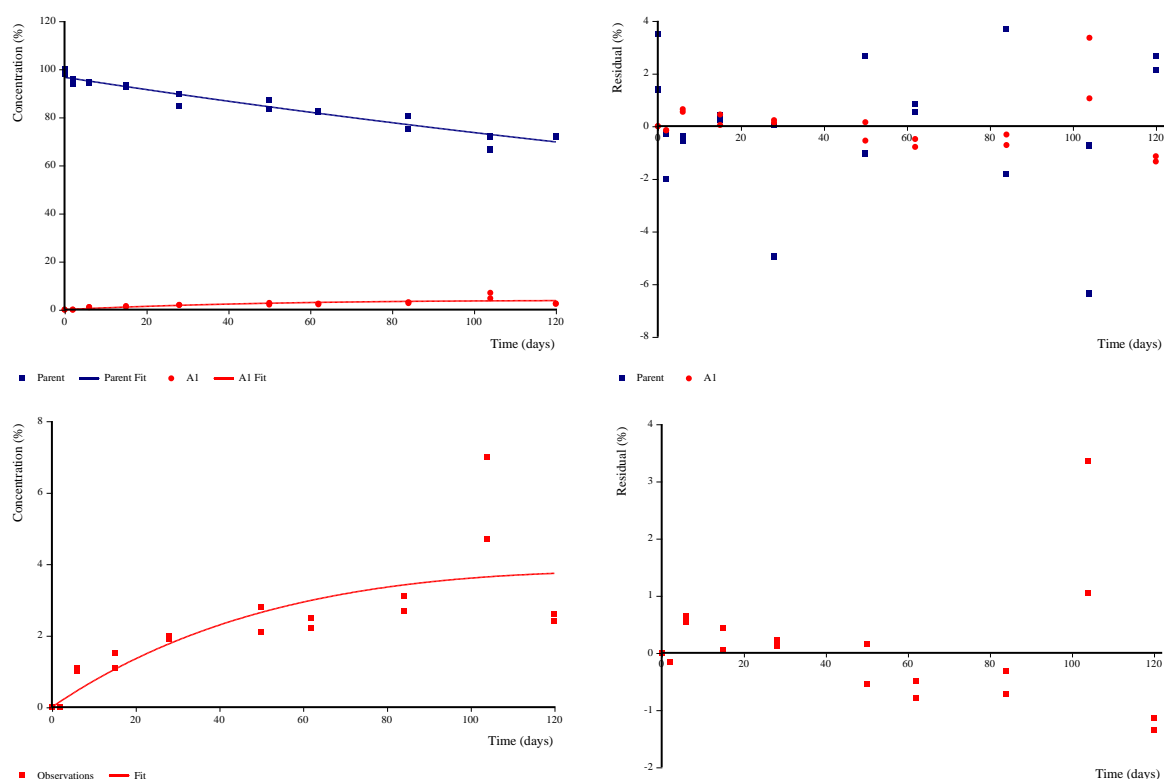 Concentration (%)
120
100
80
60
40
20
0
0 20 40 60 80 100 120
Time (days)
Parent Parent Fit A1 A1 Fit
Residual (%)
4
2
0
0 20 40 60 80 100 120
-2
-4
-6
-8
Time (days)
Parent A1
Concentration (%)
8
6
4
2
0
0 20 40 60 80 100 120
Time (days)
Observations Fit
Residual (%)
4
3
2
1
0
0 20 40 60 80 100 120
-1
-2
Time (days)